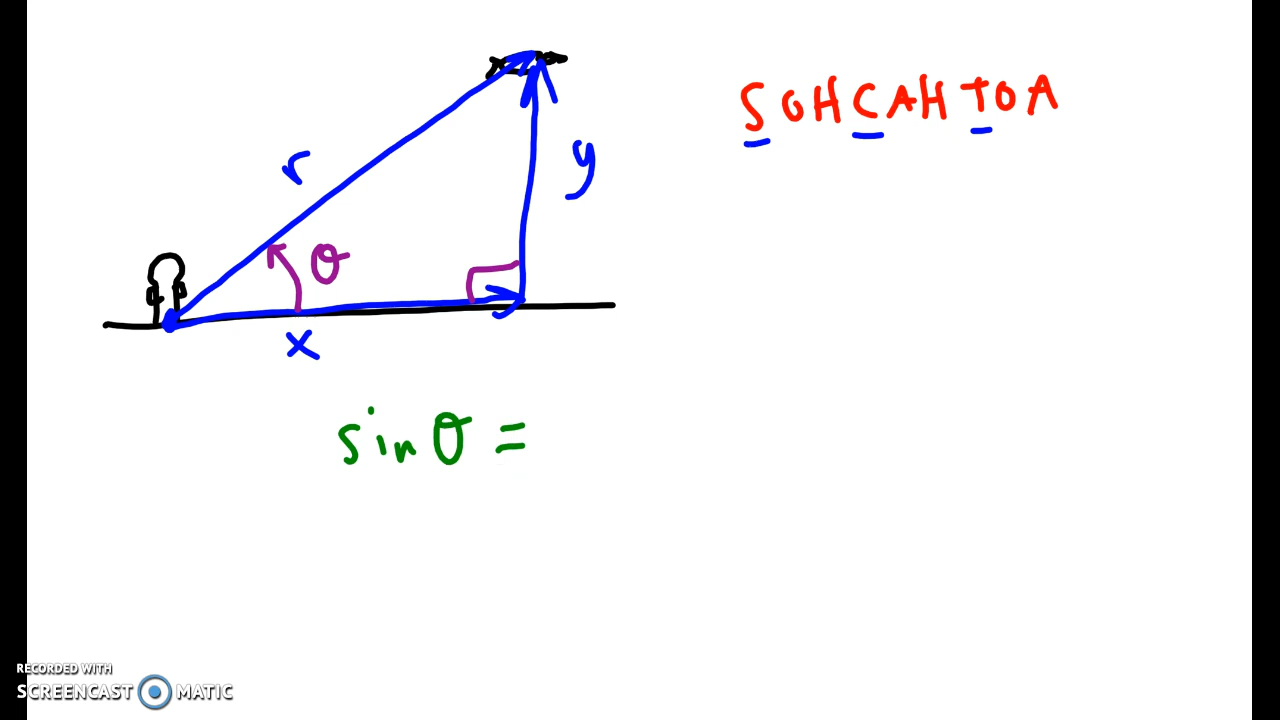 SOHCAHTOA
r
y
θ
x
sin θ =
RECORDED WITH
SCREENCAST MATIC